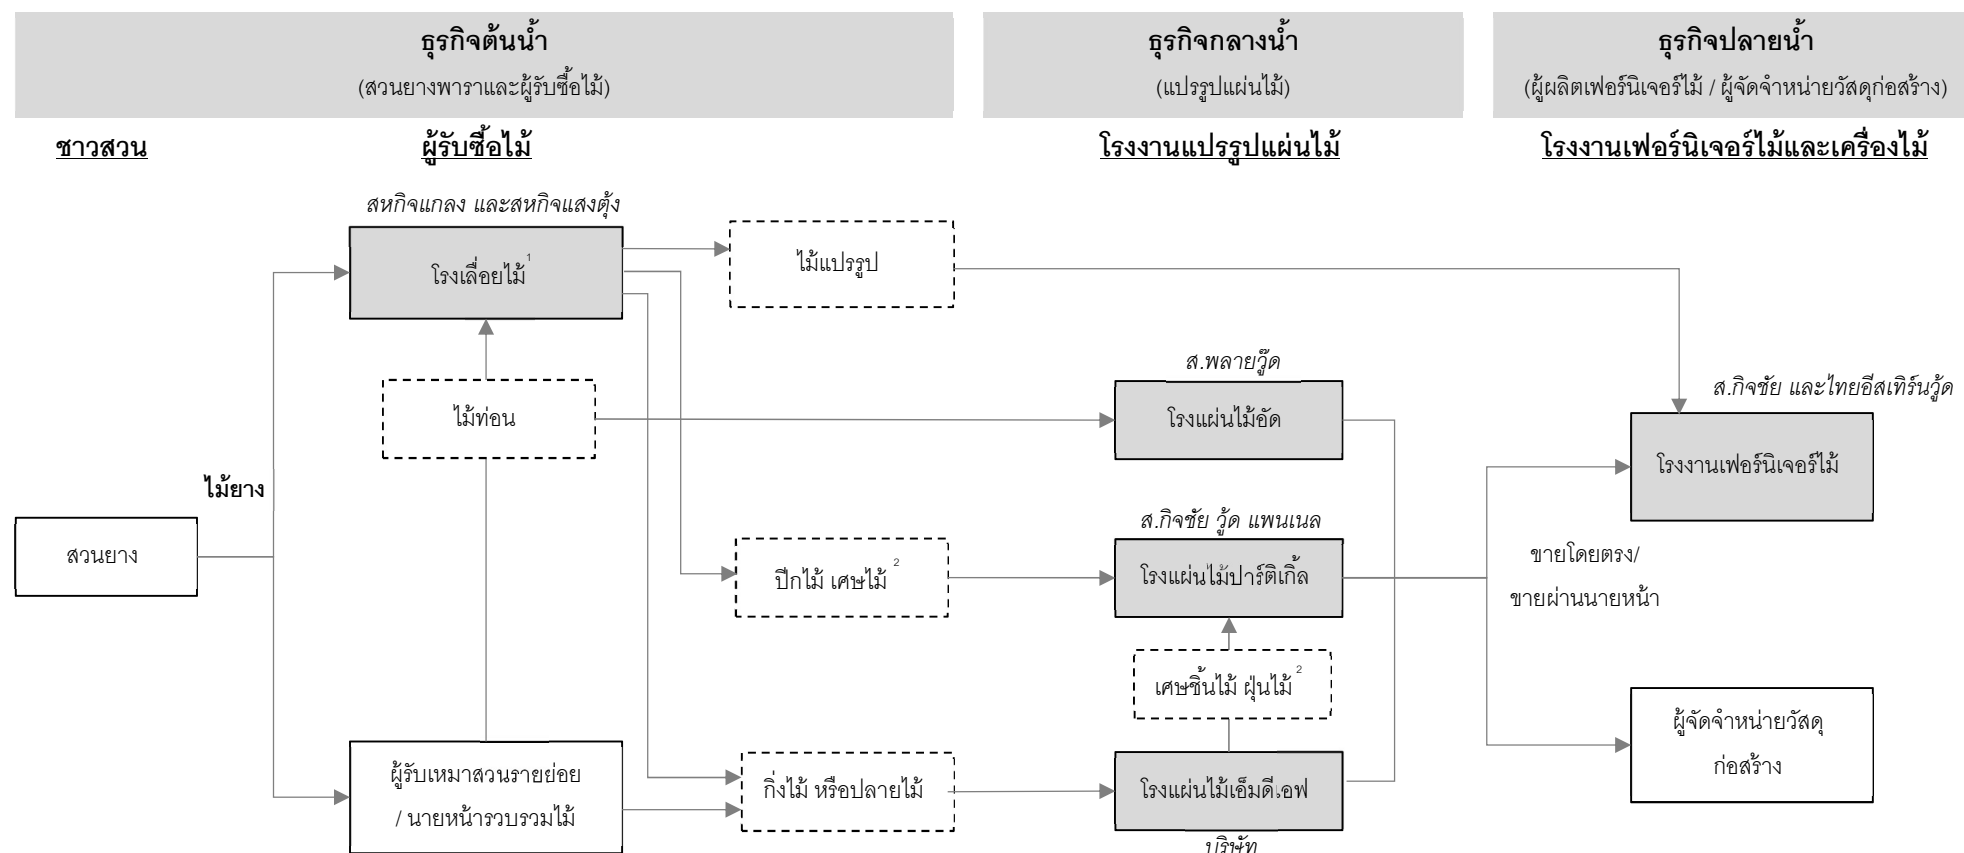 ธุรกิจต้นน้ำ
(สวนยางพาราและผู้รับซื้อไม้)
ธุรกิจกลางน้ำ
(แปรรูปแผ่นไม้)
ธุรกิจปลายน้ำ
(ผู้ผลิตเฟอร์นิเจอร์ไม้ / ผู้จัดจำหน่ายวัสดุก่อสร้าง)
ชาวสวน
ผู้รับซื้อไม้
โรงงานแปรรูปแผ่นไม้
โรงงานเฟอร์นิเจอร์ไม้และเครื่องไม้
สหกิจแกลง และสหกิจแสงตุ้ง
โรงเลื่อยไม้1
ไม้แปรรูป
ไม้ท่อน
ส.พลายวู๊ด
โรงแผ่นไม้อัด
ส.กิจชัย และไทยอีสเทิร์นวู้ด
โรงงานเฟอร์นิเจอร์ไม้
ไม้ยาง
สวนยาง
ปีกไม้ เศษไม้ 2
ส.กิจชัย วู้ด แพนเนล
โรงแผ่นไม้ปาร์ติเกิ้ล
ขายโดยตรง/
ขายผ่านนายหน้า
เศษชิ้นไม้ ฝุ่นไม้ 2
ผู้รับเหมาสวนรายย่อย
/ นายหน้ารวบรวมไม้
กิ่งไม้ หรือปลายไม้
โรงแผ่นไม้เอ็มดีเอฟ
บริษัท
ผู้จัดจำหน่ายวัสดุ
ก่อสร้าง